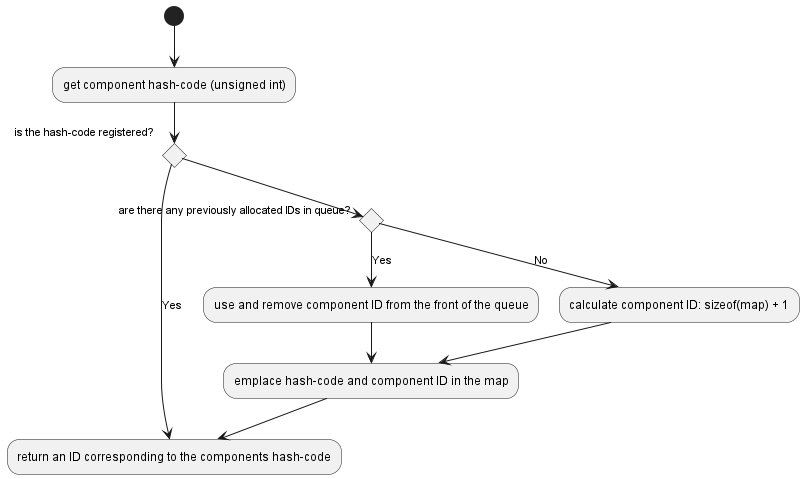 get component hash-code (unsigned int)
is the hash-code registered?
are there any previously allocated IDs in queue?
Yes
No
Yes
use and remove component ID from the front of the queue
calculate component ID: sizeof(map) + 1
emplace hash-code and component ID in the map
return an ID corresponding to the components hash-code